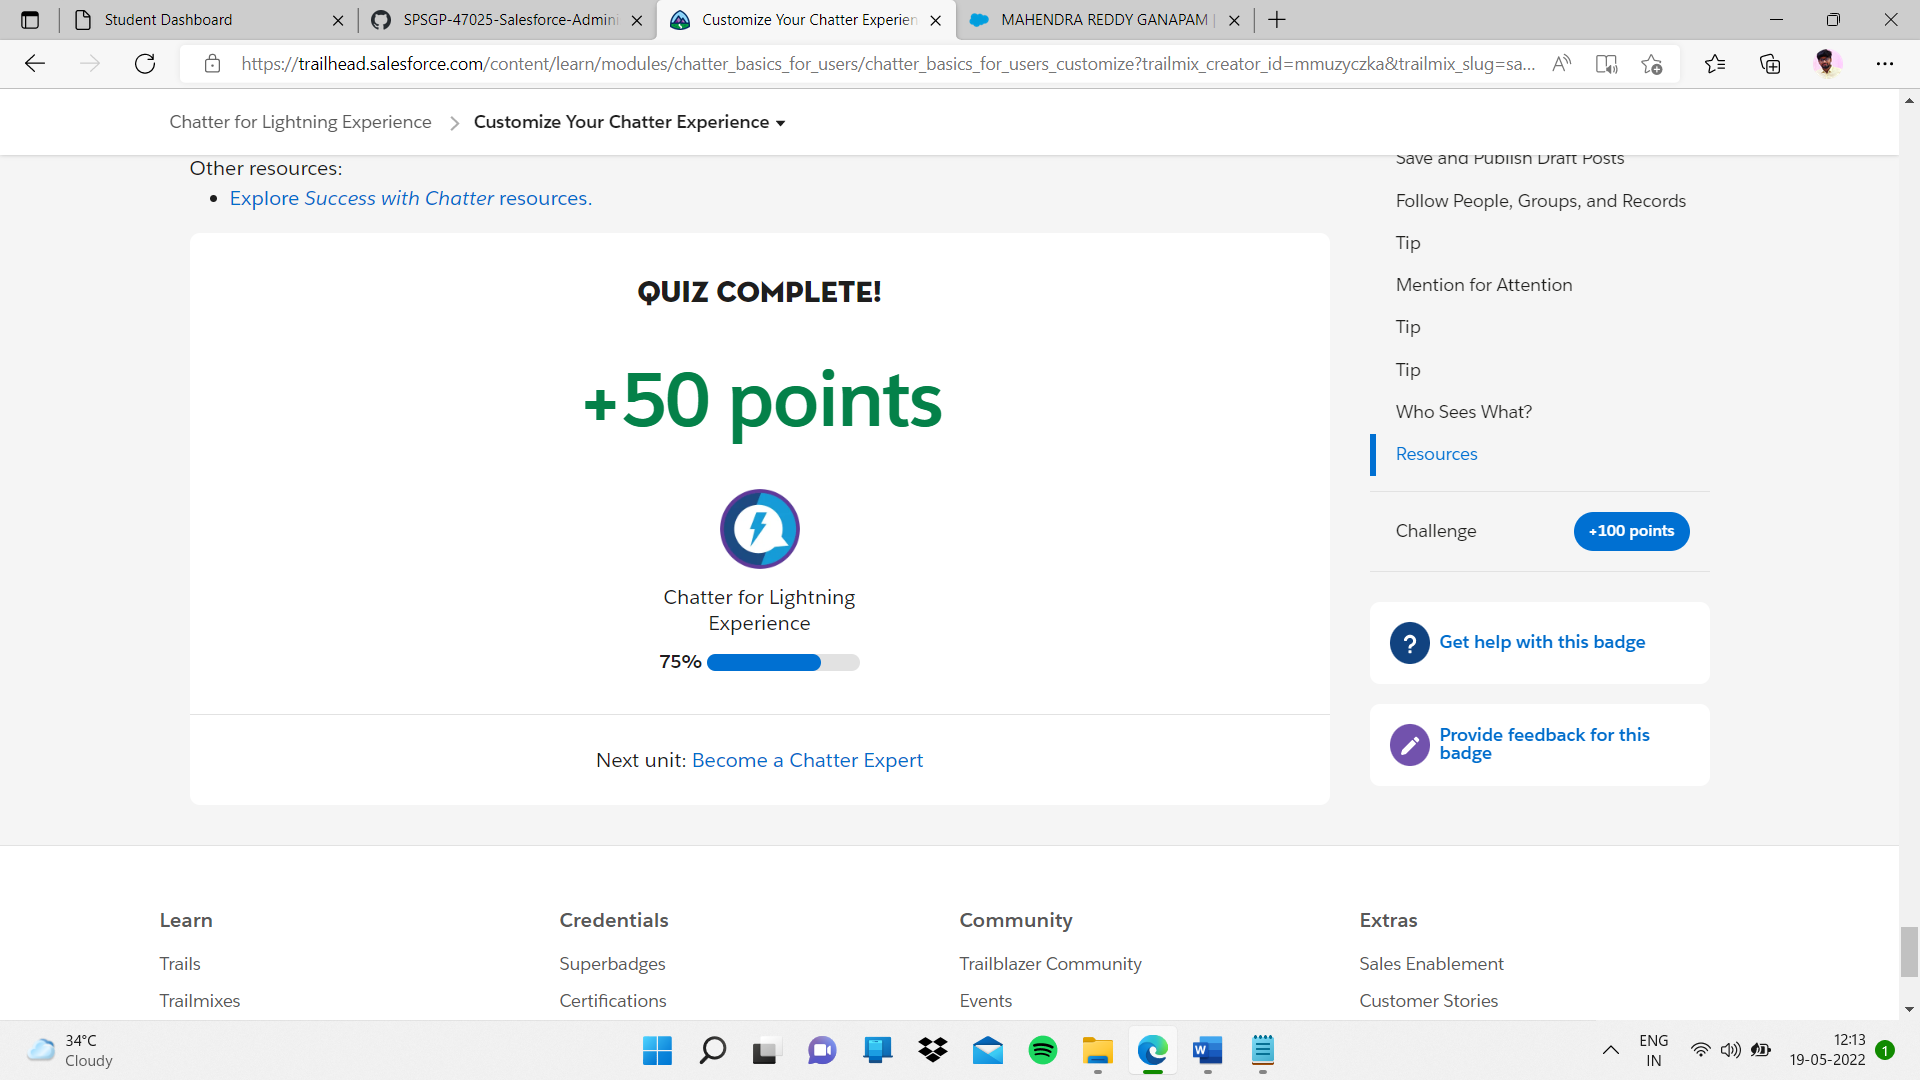 Student Dashboard
SPSGP-47025-Salesforce-Admini
Customize Your Chatter Experien
MAHENDRA REDDY GANAPAM |
https://trailhead.salesforce.com/content/learn/modules/chatter_basics_for_users/chatter_basics_for_users_customize?trailmix_creator_id=mmuzyczka&trailmix_slug=sa...
Chatter for Lightning Experience
Customize Your Chatter Experience
Other resources:
Explore Success with Chatter resources.
QUIZ COMPLETE!
+50 points
Chatter for Lightning
Experience
75%
Next unit: Become a Chatter Expert
Save and Publish Draft Posts
Follow People, Groups, and Records
Tip
Mention for Attention
Tip
Tip
Who Sees What?
Resources
Challenge
+100 points
Get help with this badge
Provide feedback for this
badge
Learn
Trails
Trailmixes
Credentials
Superbadges
Certifications
Community
Trailblazer Community
Events
Extras
Sales Enablement
Customer Stories
34°C
Cloudy
ENG
IN
12:13
19-05-2022
1